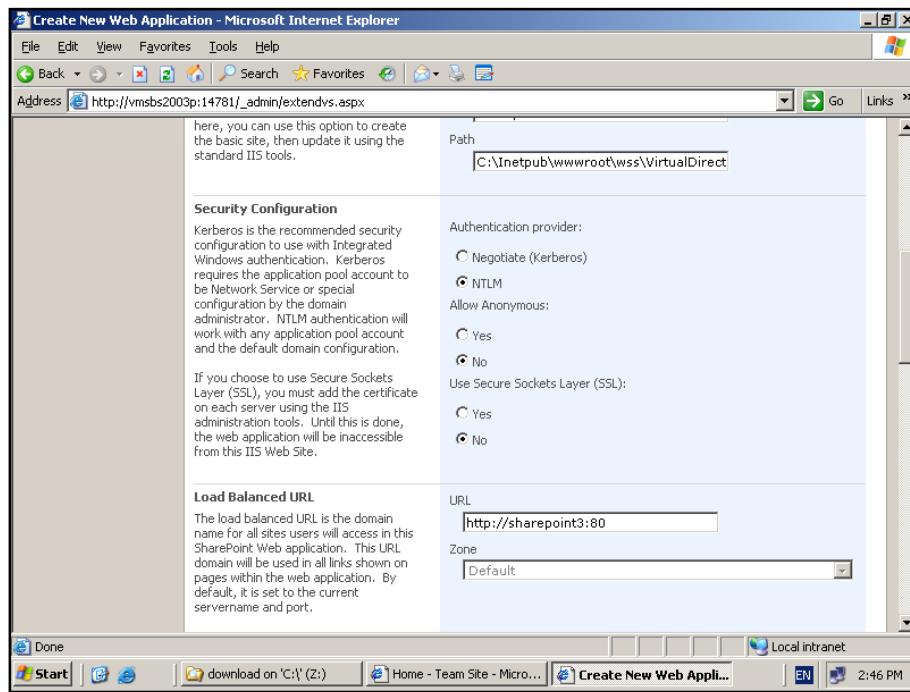 Create New Web Application - Microsoft Internet Explorer
File Edit View Favorites Tools Help
Back Search Favorites
Address http://vmsbs2003p:14781/_admin/extendvs.aspx Go Links »
here, you can use this option to create
the basic site, then update it using the
standard IIS tools.
Path
C:\Inetpub\wwwroot\wss\VirtualDirect
Security Configuration
Kerberos is the recommended security
configuration to use with Integrated
Windows authentication. Kerberos
requires the application pool account to
be Network Service or special
configuration by the domain
administrator. NTLM authentication will
work with any application pool account
and the default domain configuration.
If you choose to use Secure Sockets
Layer (SSL), you must add the certificate
on each server using the IIS
administration tools. Until this is done,
the web application will be inaccessible
from this IIS Web Site.
Authentication provider:
Negotiate (Kerberos)
NTLM
Allow Anonymous:
Yes
No
Use Secure Sockets Layer (SSL):
Yes
No
Load Balanced URL
The load balanced URL is the domain
name for all sites users will access in this
SharePoint Web application. This URL
domain will be used in all links shown on
pages within the web application. By
default, it is set to the current
servername and port.
URL
http://sharepoint3:80
Zone
Default
Done Local intranet
Start download on 'C:\' (Z:) Home - Team Site - Micro... Create New Web Appli... EN 2:46 PM